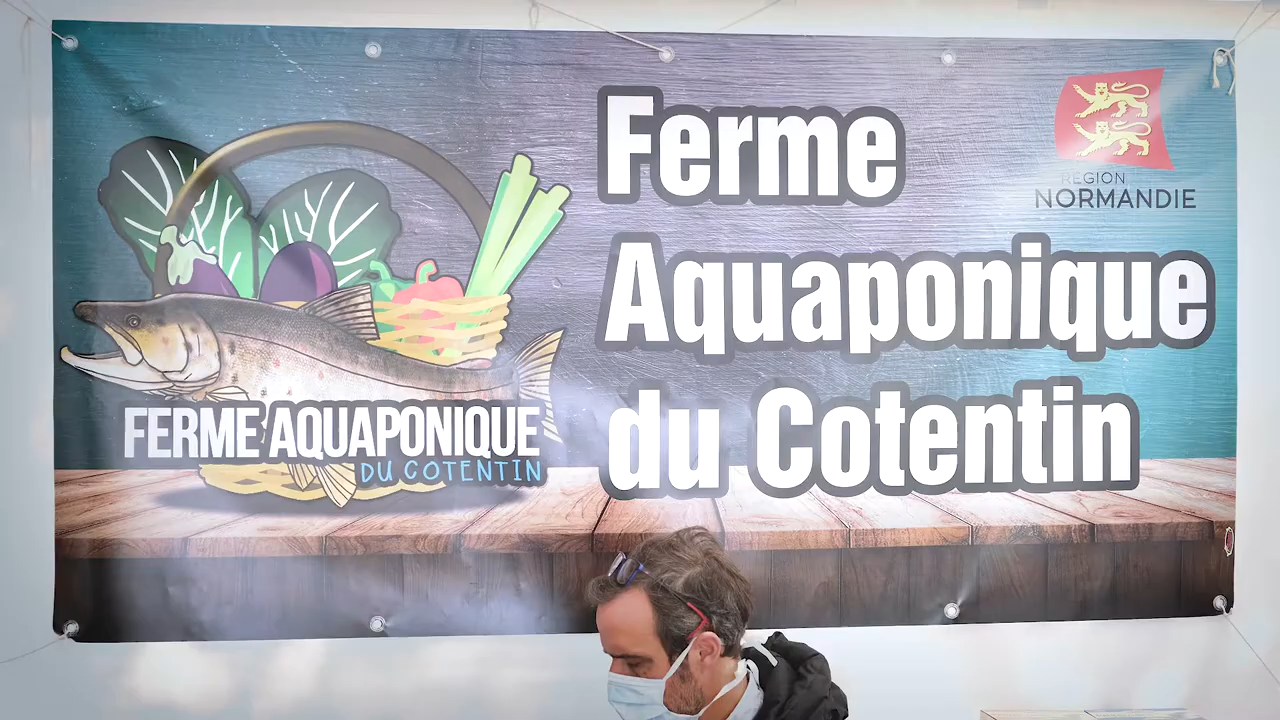 Ferme
Aquaponique
du Cotentin
RÉGION
NORMANDIE
FERME AQUAPONIQUE
DU COTENTIN